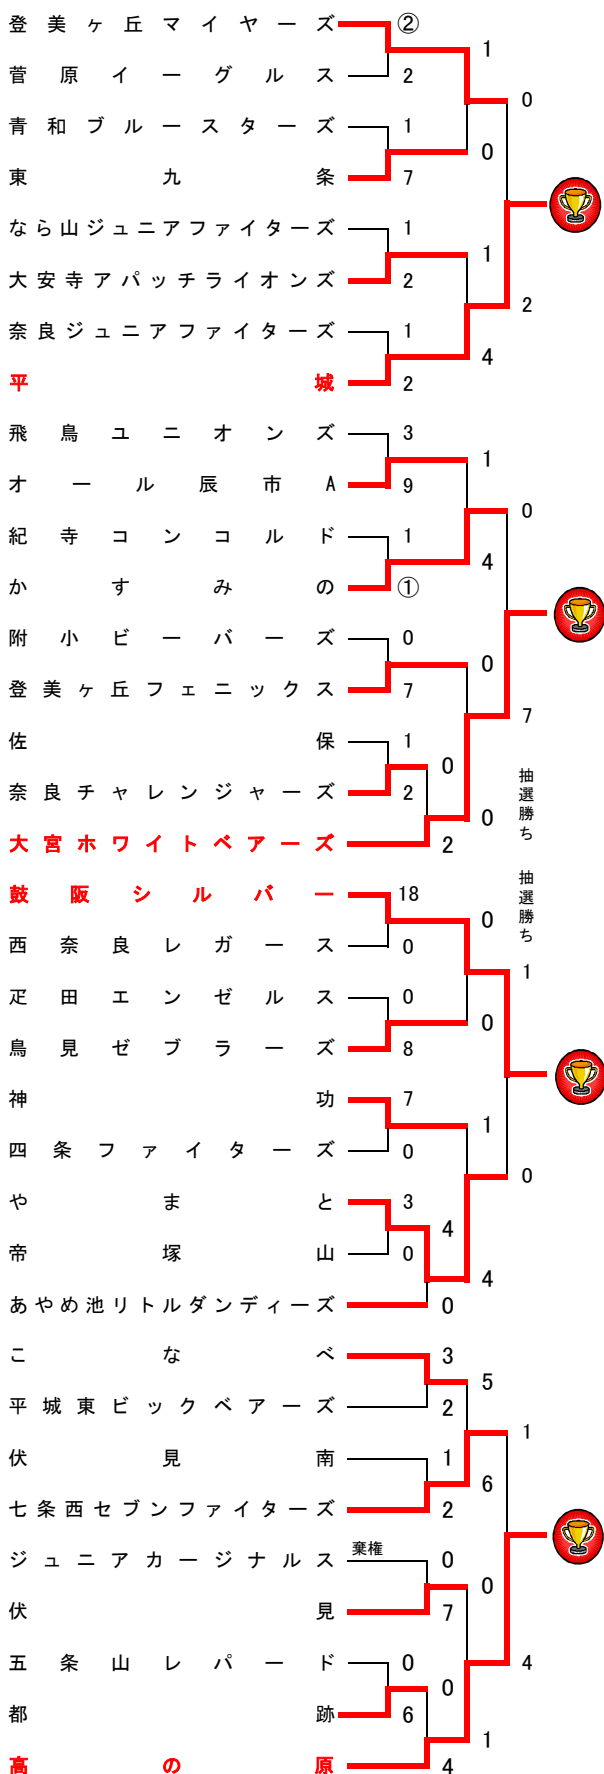 登美ヶ丘マイヤーズ ②
1
菅原イーグルス 2
0
青和ブルースターズ 1
0
東九条 7
なら山ジュニアファイターズ 1
1
大安寺アパッチライオンズ 2
2
奈良ジュニアファイターズ 1
4
平城 2
飛鳥ユニオンズ 3
1
オール辰市A 9
0
紀寺コンコルド 1
4
かすみの ①
附小ビーバーズ 0
0
登美ヶ丘フェニックス 7
7
佐保 1
0
奈良チャレンジャーズ 2
0
抽選勝ち
大宮ホワイトベアーズ 2
鼓阪シルバー 18
0
抽選勝ち
西奈良レガース 0
1
疋田エンゼルス 0
0
鳥見ゼブラーズ 8
神功 7
1
四条ファイターズ 0
0
やまと 3
4
帝塚山 0
4
あやめ池リトルダンディーズ 0
こなべ 3
5
平城東ビックベアーズ 2
1
伏見南 1
6
七条西セブンファイターズ 2
ジュニアカージナルス 棄権 0
0
伏見 7
五条山レパード 0
4
0
都跡 6
1
高の原 4